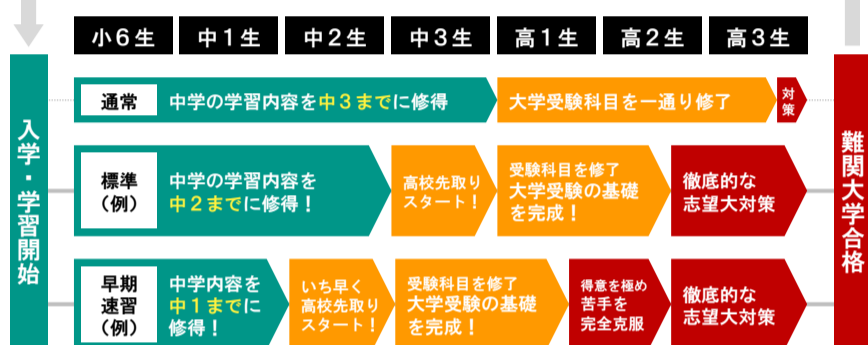 小6生 中1生 中2生 中3生 高1生 高2生 高3生
入学・学習開始
通常
中学の学習内容を中3までに修得
大学受験科目を一通り修了
対策
標準
(例)
中学の学習内容を
中2までに修得！
高校先取り
スタート！
受験科目を修了
大学受験の基礎
を完成！
徹底的な
志望大対策
早期
速習
(例)
中学内容を
中1までに
修得！
いち早く
高校先取り
スタート！
受験科目を修了
大学受験の基礎
を完成！
得意を極め
苦手を
完全克服
徹底的な
志望大対策
難関大学合格